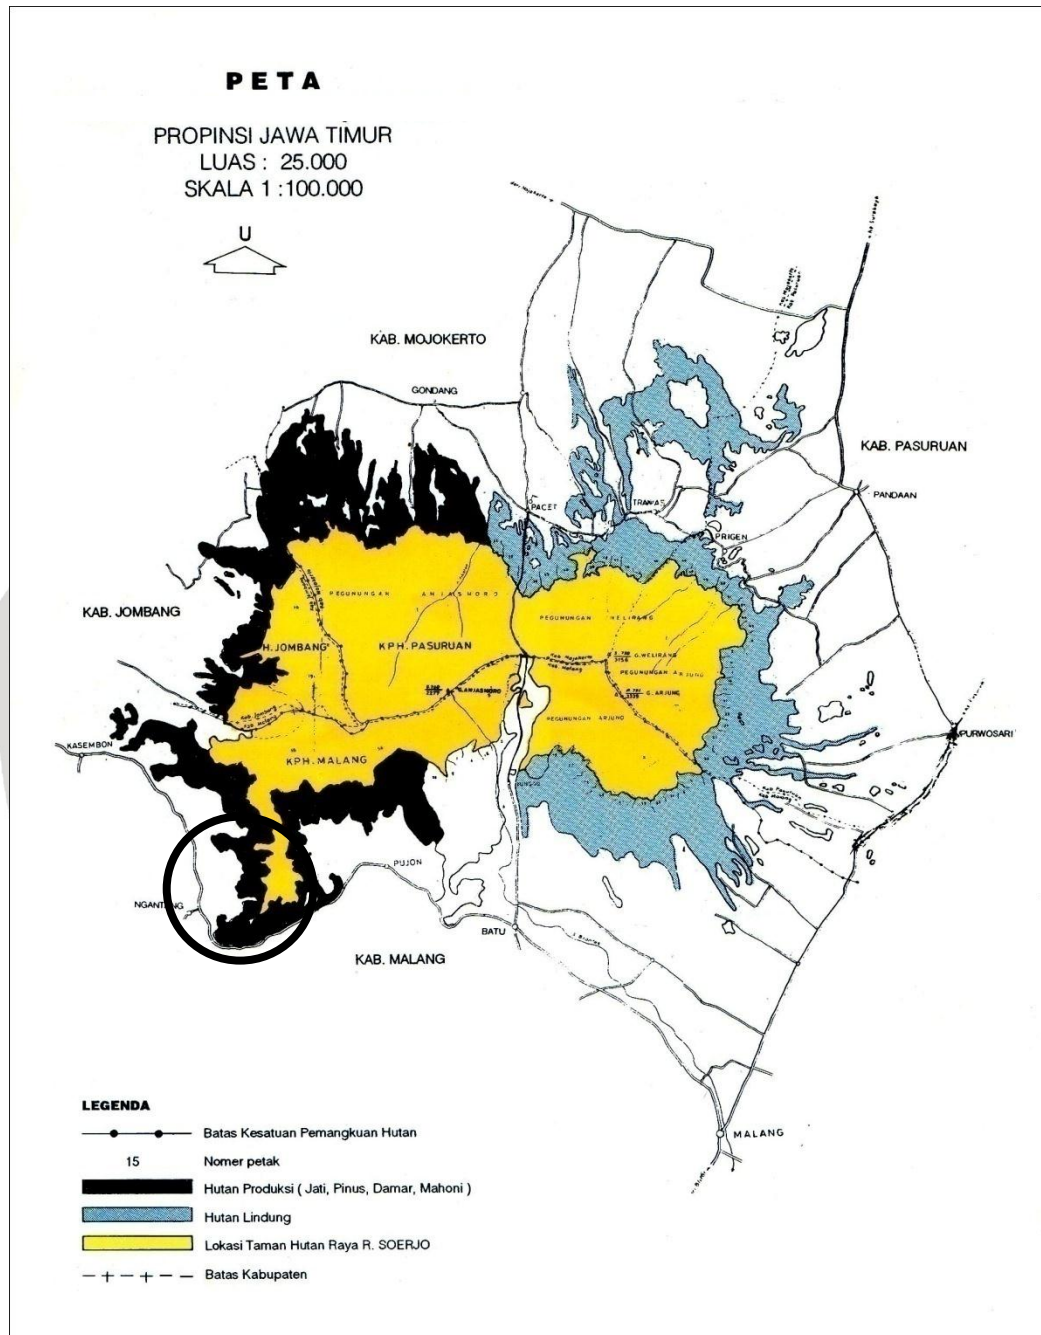 PETA
PROPINSI JAWA TIMUR
LUAS : 25.000
SKALA 1 :100.000
U
KAB. MOJOKERTO
GONDANG
KAB. PASURUAN
PANDAAN
PACET
TRAWAS
PRIGEN
KAB. JOMBANG
PEGUNUNGAN ANJASMORO
PEGUNUNGAN WELIRANG
H. JOMBANG
KPH. PASURUAN
G. WELIRANG
3156
PEGUNUNGAN ARJUNO
G. ARJUNO
PEGUNUNGAN ARJUNO
KASEMBON
KPH. MALANG
PURWOSARI
PUJON
NGANTANG
BATU
KAB. MALANG
MALANG
LEGENDA
Batas Kesatuan Pemangkuan Hutan
15 Nomer petak
Hutan Produksi ( Jati, Pinus, Damar, Mahoni )
Hutan Lindung
Lokasi Taman Hutan Raya R. SOERJO
Batas Kabupaten